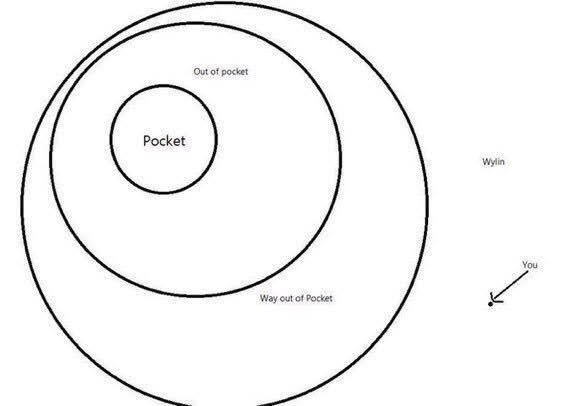 Out of pocket
Pocket
Wylin
You
Way out of Pocket